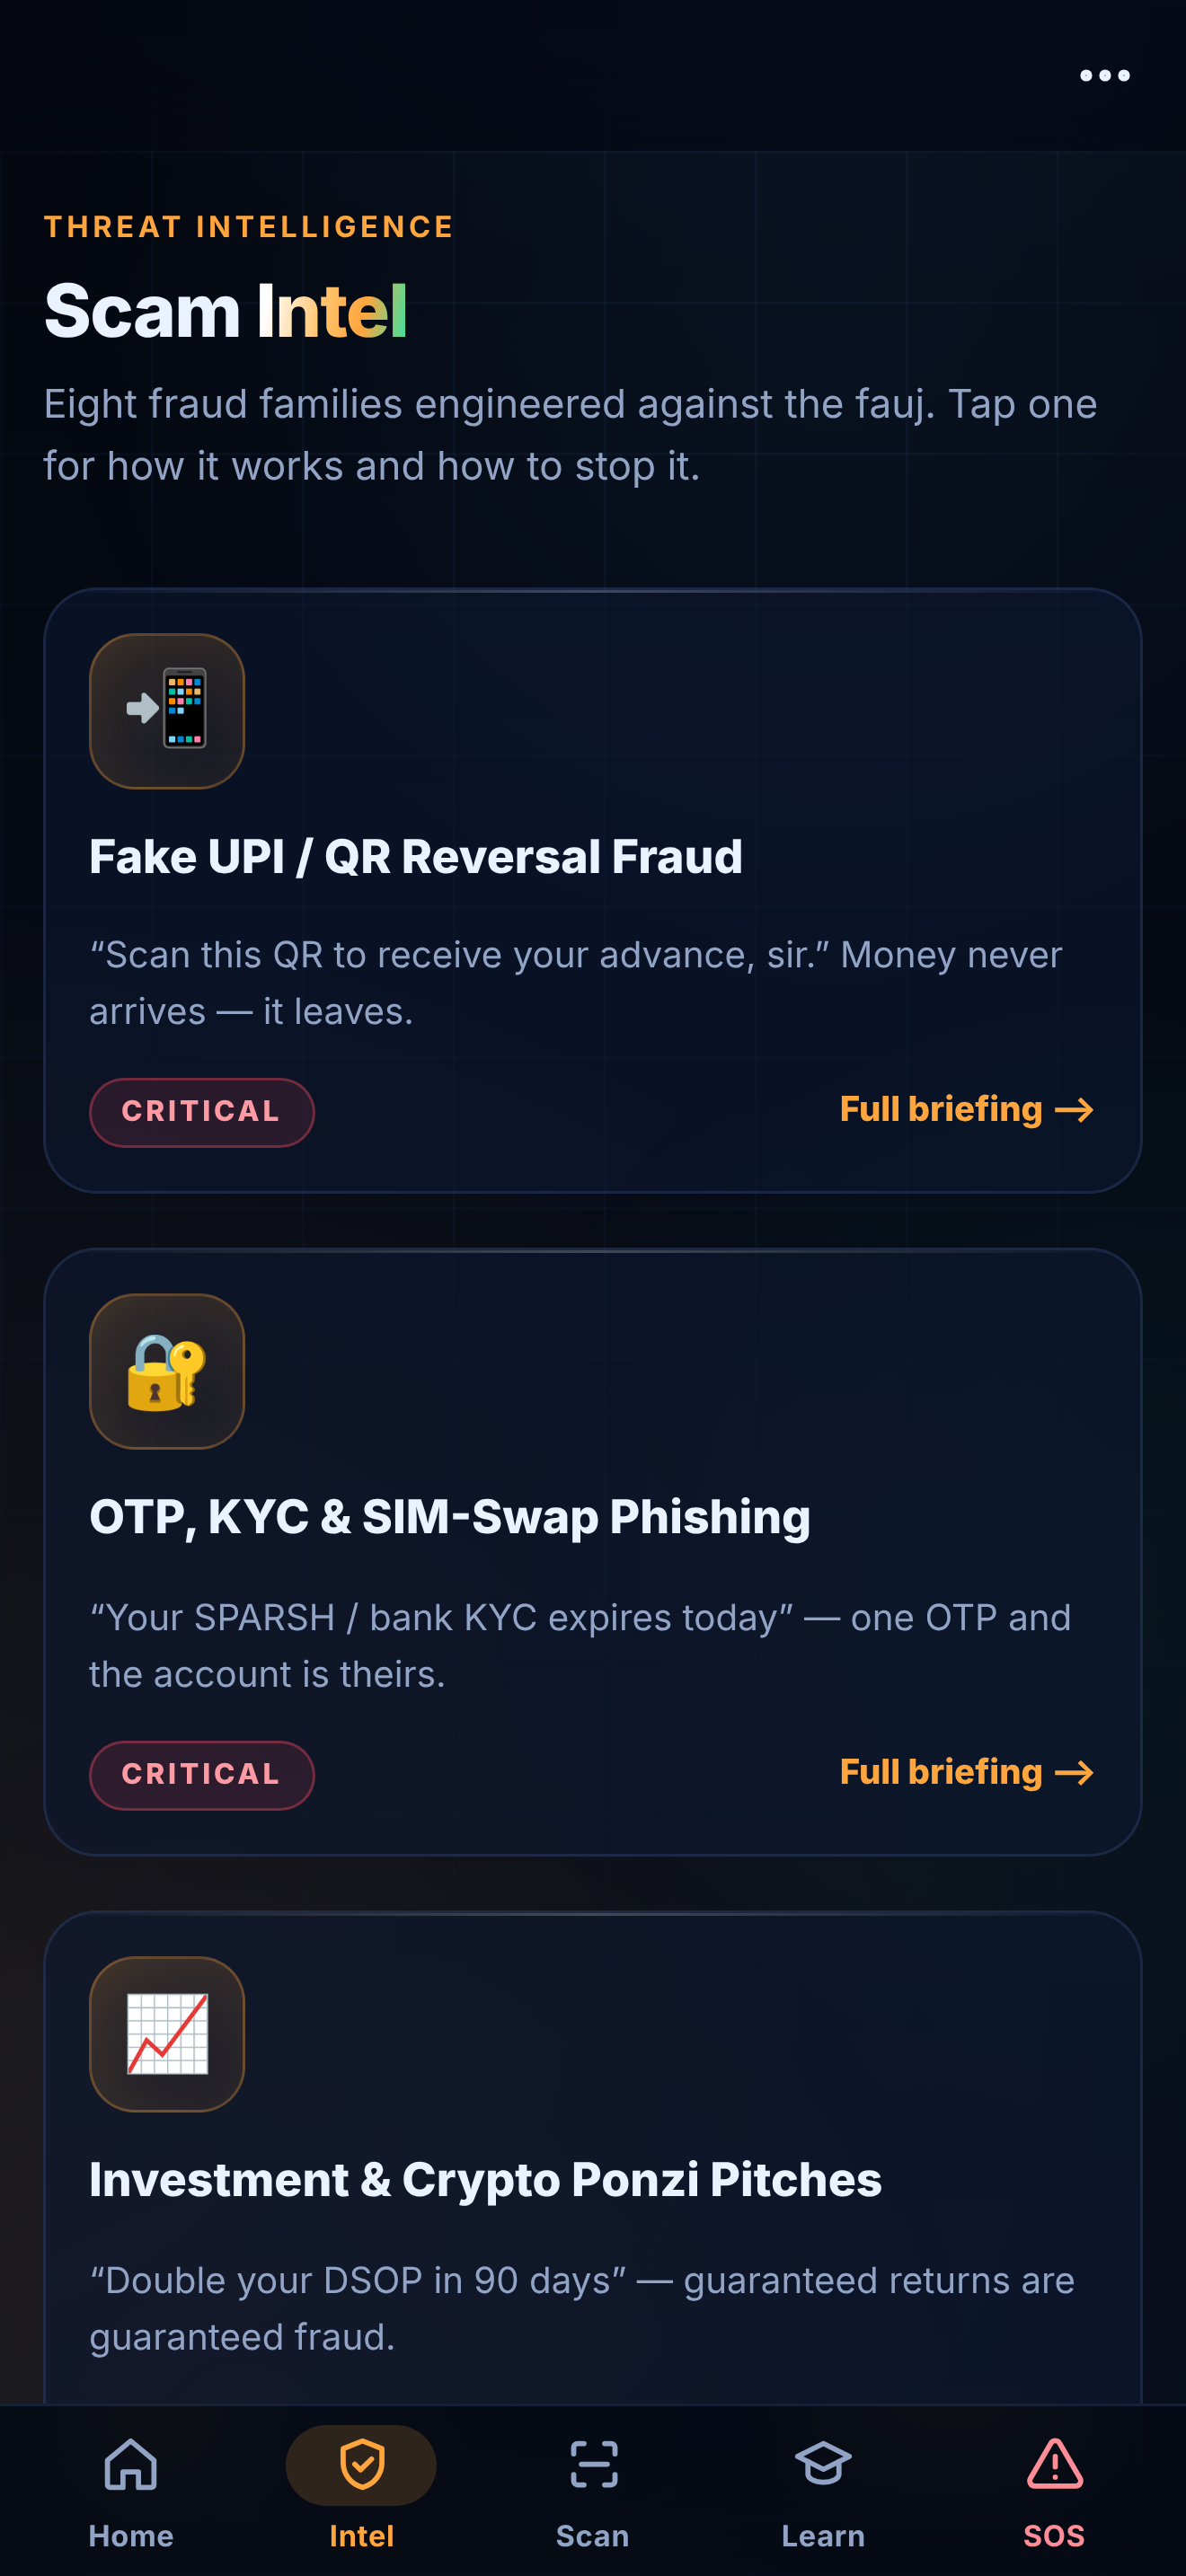 THREAT INTELLIGENCE
Scam Intel
Eight fraud families engineered against the fauj. Tap one
for how it works and how to stop it.
Fake UPI / QR Reversal Fraud
“Scan this QR to receive your advance, sir.” Money never
arrives — it leaves.
CRITICAL
Full briefing →
OTP, KYC & SIM-Swap Phishing
“Your SPARSH / bank KYC expires today” — one OTP and
the account is theirs.
CRITICAL
Full briefing →
Investment & Crypto Ponzi Pitches
“Double your DSOP in 90 days” — guaranteed returns are
guaranteed fraud.
Home
Intel
Scan
Learn
SOS